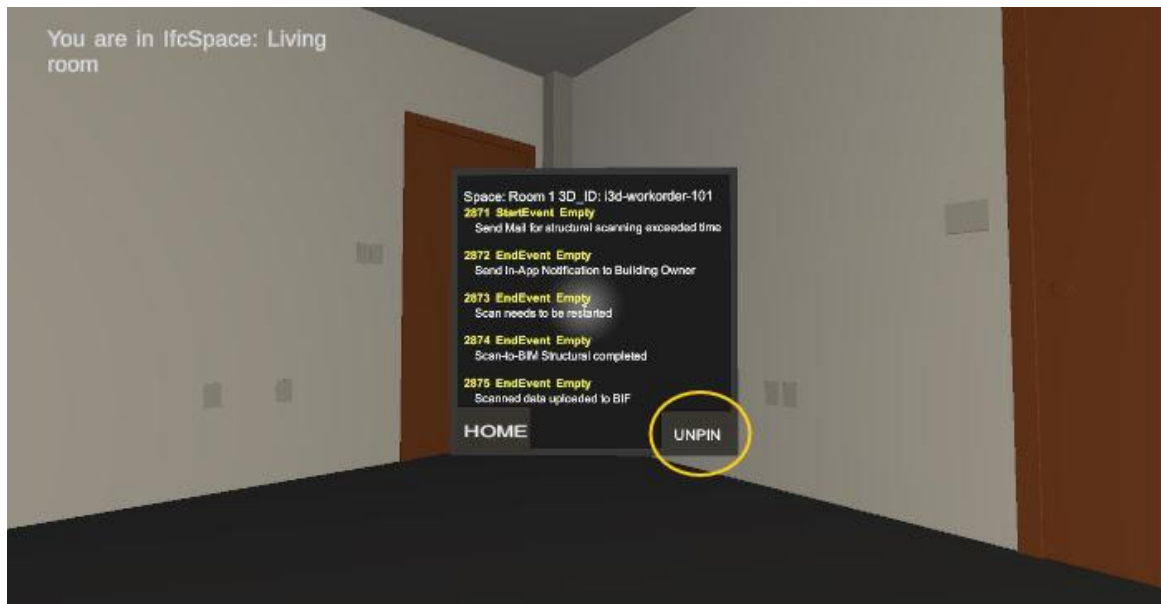 You are in IfcSpace: Living
room
Space: Room 1 3D_ID: i3d-workorder-101
2871 StartEvent Empty
Send Mail for structural scanning exceeded time
2872 EndEvent Empty
Send In-App Notification to Building Owner
2873 EndEvent Empty
Scan needs to be restarted
2874 EndEvent Empty
Scan-to-BIM Structural completed
2875 EndEvent Empty
Scanned data uploaded to BIF
HOME
UNPIN